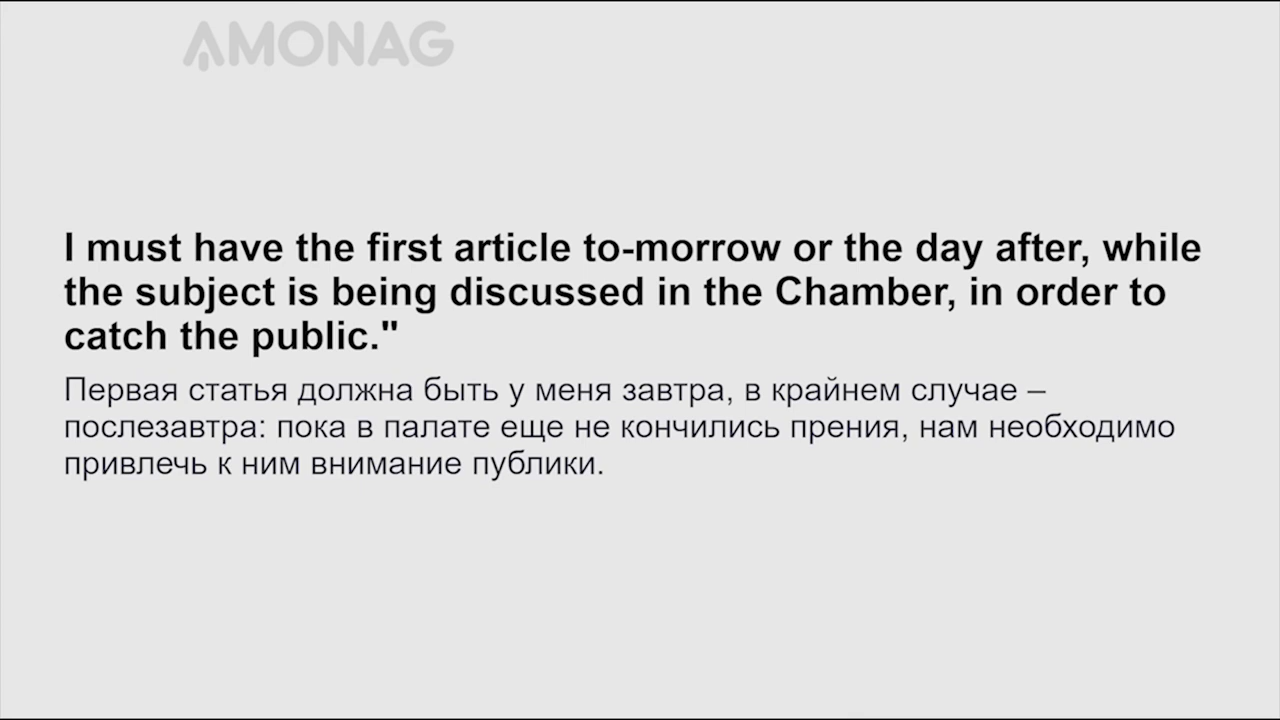 AMONAG
I must have the first article to-morrow or the day after, while
the subject is being discussed in the Chamber, in order to
catch the public."
Первая статья должна быть у меня завтра, в крайнем случае –
послезавтра: пока в палате еще не кончились прения, нам необходимо
привлечь к ним внимание публики.